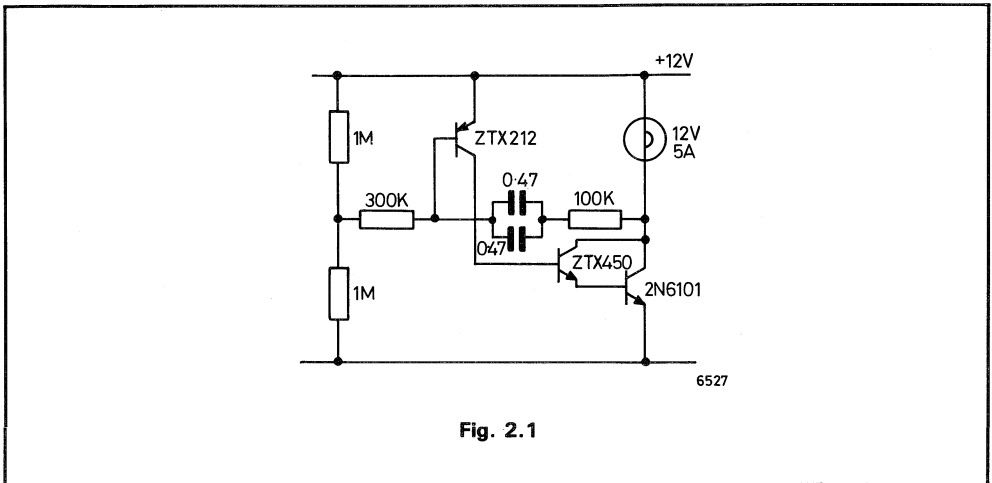 +12V
1M
ZTX212
12V
5A
0·47
300K
100K
0·47
ZTX450
1M
2N6101
6527
Fig. 2.1